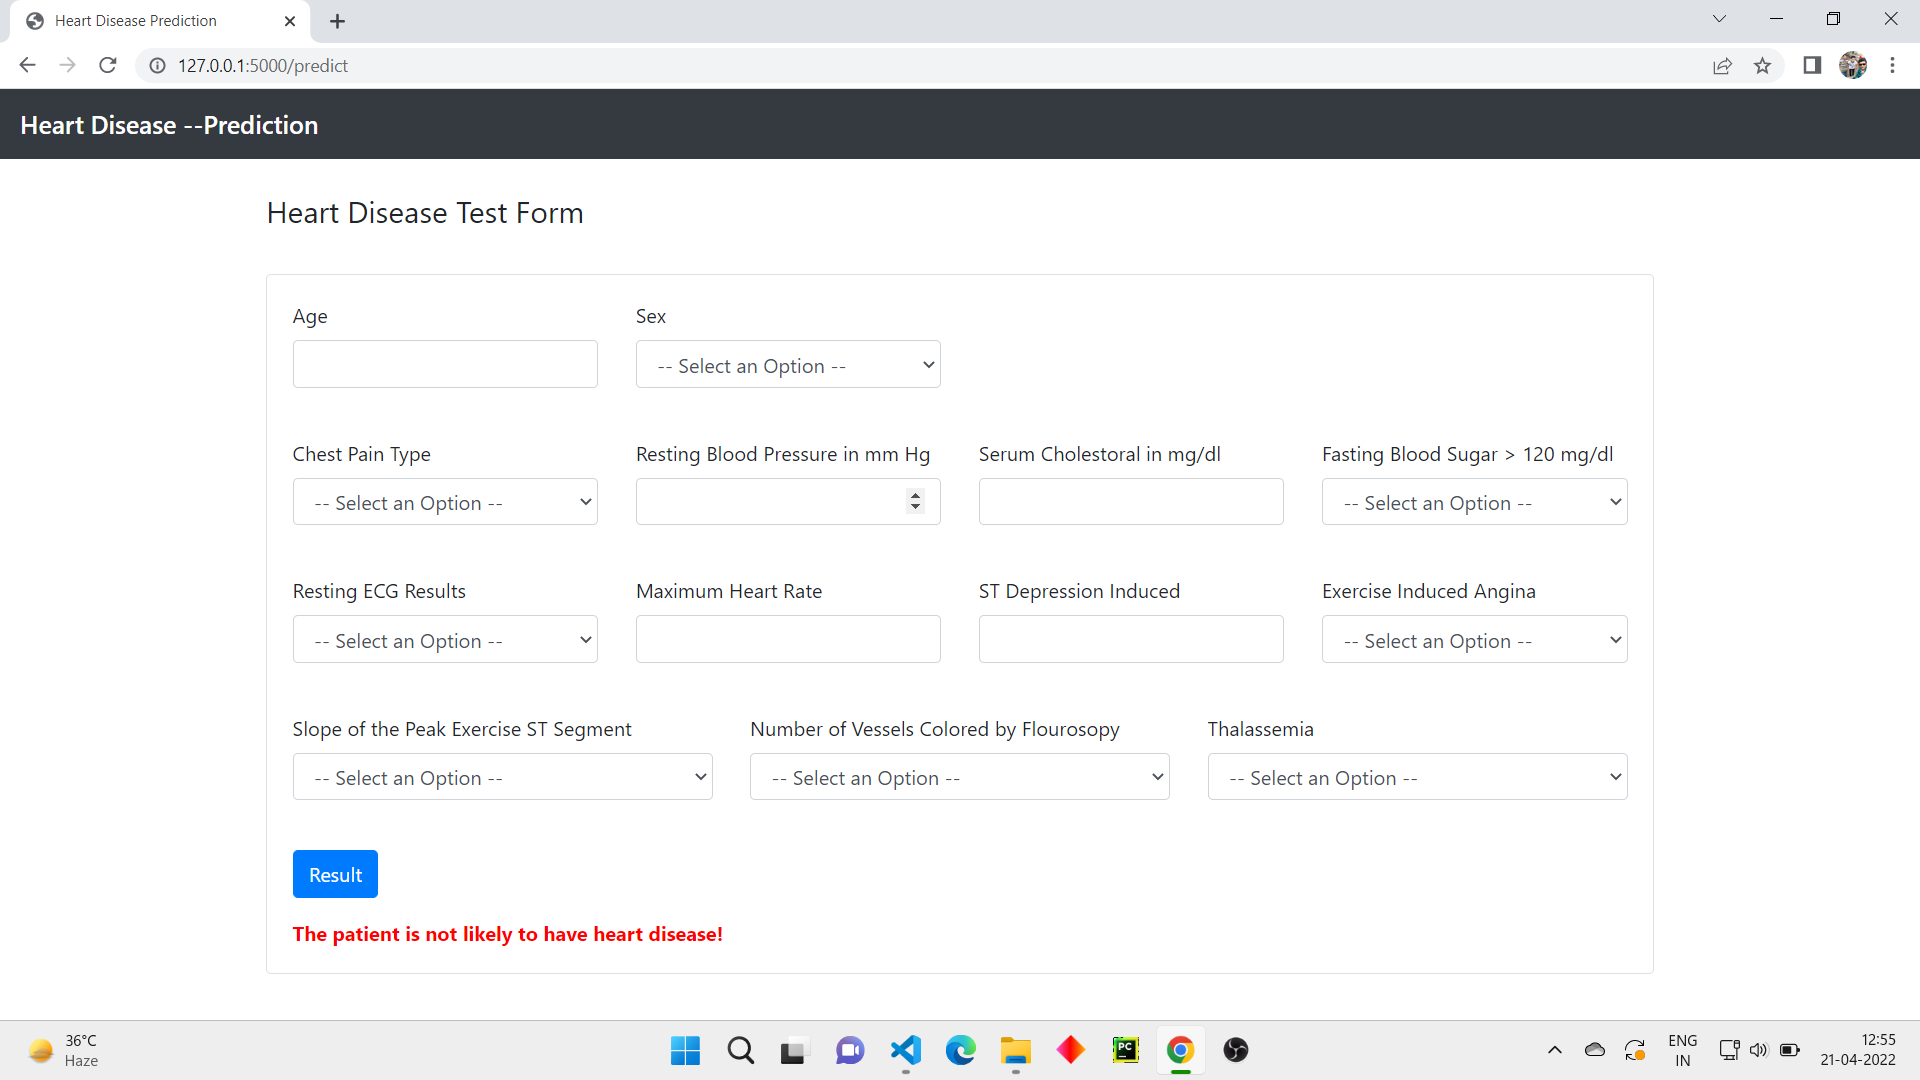 Heart Disease Prediction
127.0.0.1:5000/predict
Heart Disease --Prediction
Heart Disease Test Form
Age
Sex
-- Select an Option --
Chest Pain Type
Resting Blood Pressure in mm Hg
Serum Cholestoral in mg/dl
Fasting Blood Sugar > 120 mg/dl
-- Select an Option --
-- Select an Option --
Resting ECG Results
Maximum Heart Rate
ST Depression Induced
Exercise Induced Angina
-- Select an Option --
-- Select an Option --
Slope of the Peak Exercise ST Segment
Number of Vessels Colored by Flourosopy
Thalassemia
-- Select an Option --
-- Select an Option --
-- Select an Option --
Result
The patient is not likely to have heart disease!
36°C
Haze
PC
ENG
IN
12:55
21-04-2022